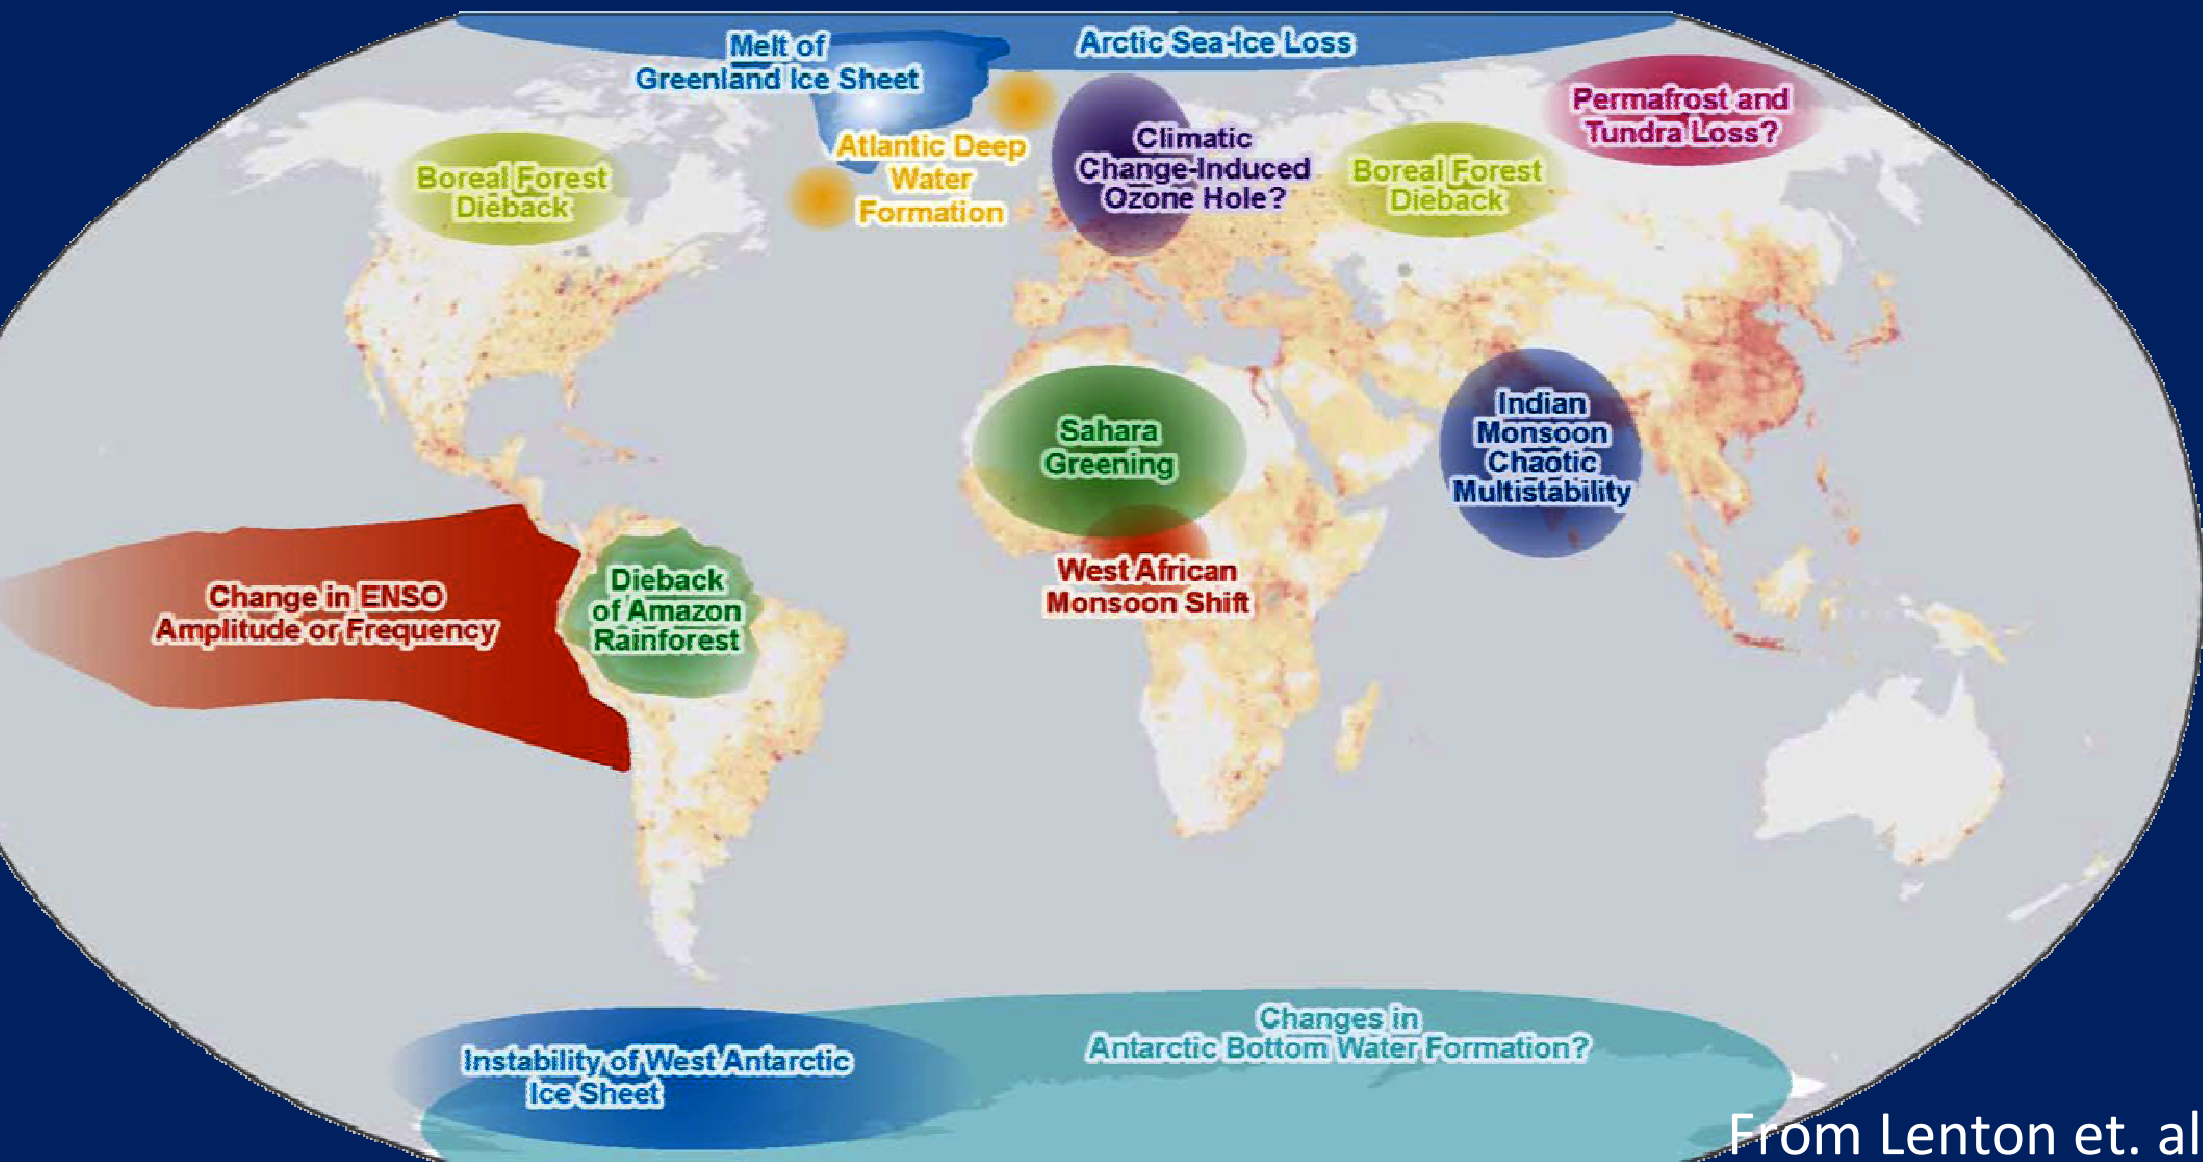 Melt of
Greenland Ice Sheet
Arctic Sea-Ice Loss
Permafrost and
Tundra Loss?
Climatic
Change-Induced
Ozone Hole?
Atlantic Deep
Water
Formation
Boreal Forest
Dieback
Boreal Forest
Dieback
Sahara
Greening
Indian
Monsoon
Chaotic
Multistability
West African
Monsoon Shift
Change in ENSO
Amplitude or Frequency
Dieback
of Amazon
Rainforest
Changes in
Antarctic Bottom Water Formation?
Instability of West Antarctic
Ice Sheet
From Lenton et. al